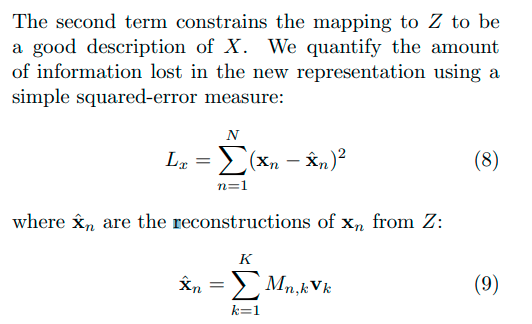 The second term constrains the mapping to Z to be
a good description of X. We quantify the amount
of information lost in the new representation using a
simple squared-error measure:
L_x = \sum_{n=1}^{N} (\mathbf{x}_n - \hat{\mathbf{x}}_n)^2 (8)
where \hat{\mathbf{x}}_n are the reconstructions of \mathbf{x}_n from Z:
\hat{\mathbf{x}}_n = \sum_{k=1}^{K} M_{n,k} \mathbf{v}_k (9)